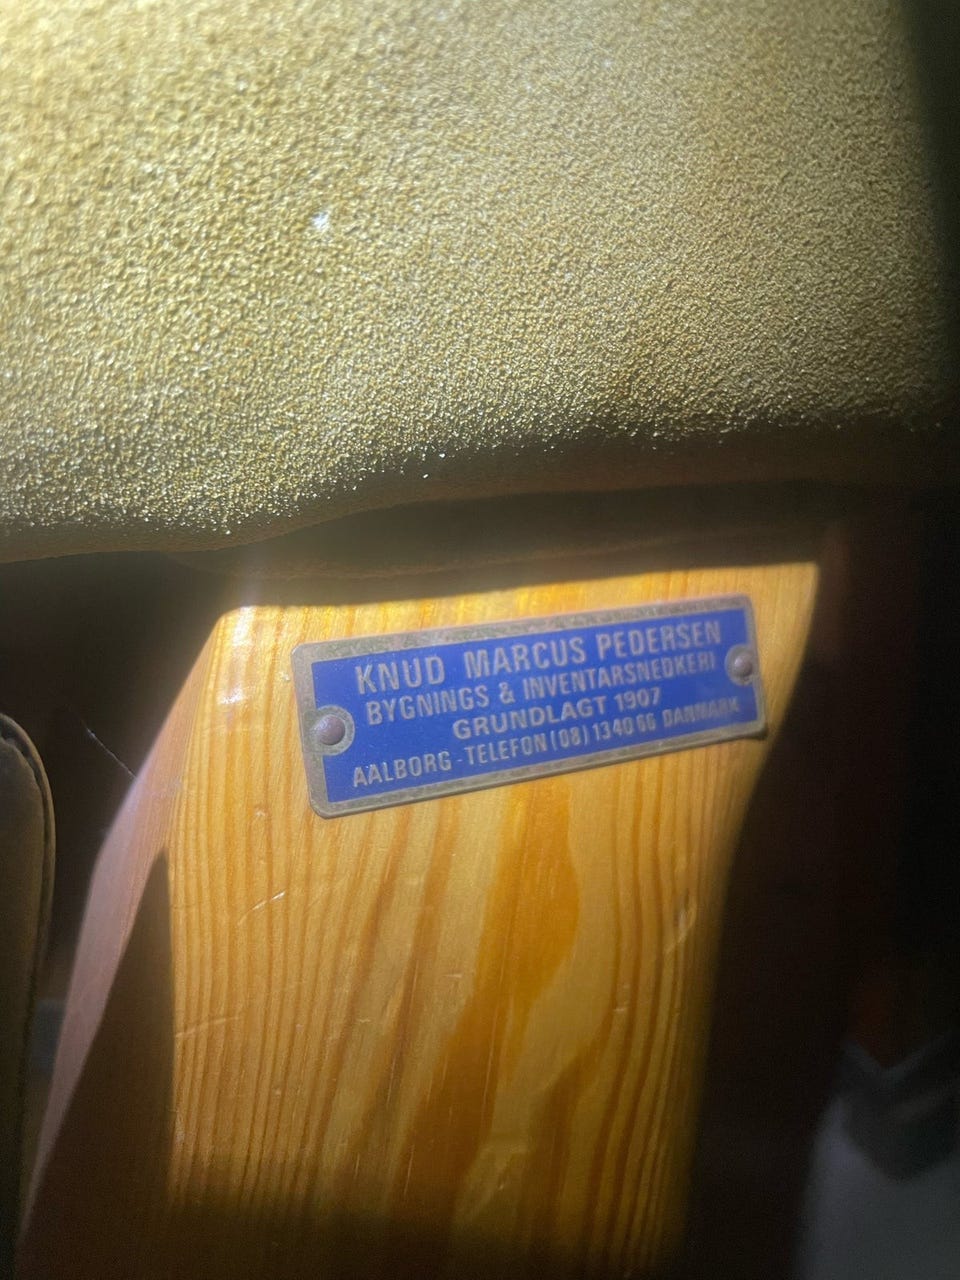 KNUD MARCUS PEDERSEN
BYGNINGS & INVENTARSNEDKERI
GRUNDLAGT 1907
AALBORG - TELEFON (08) 13 40 66 DANMARK